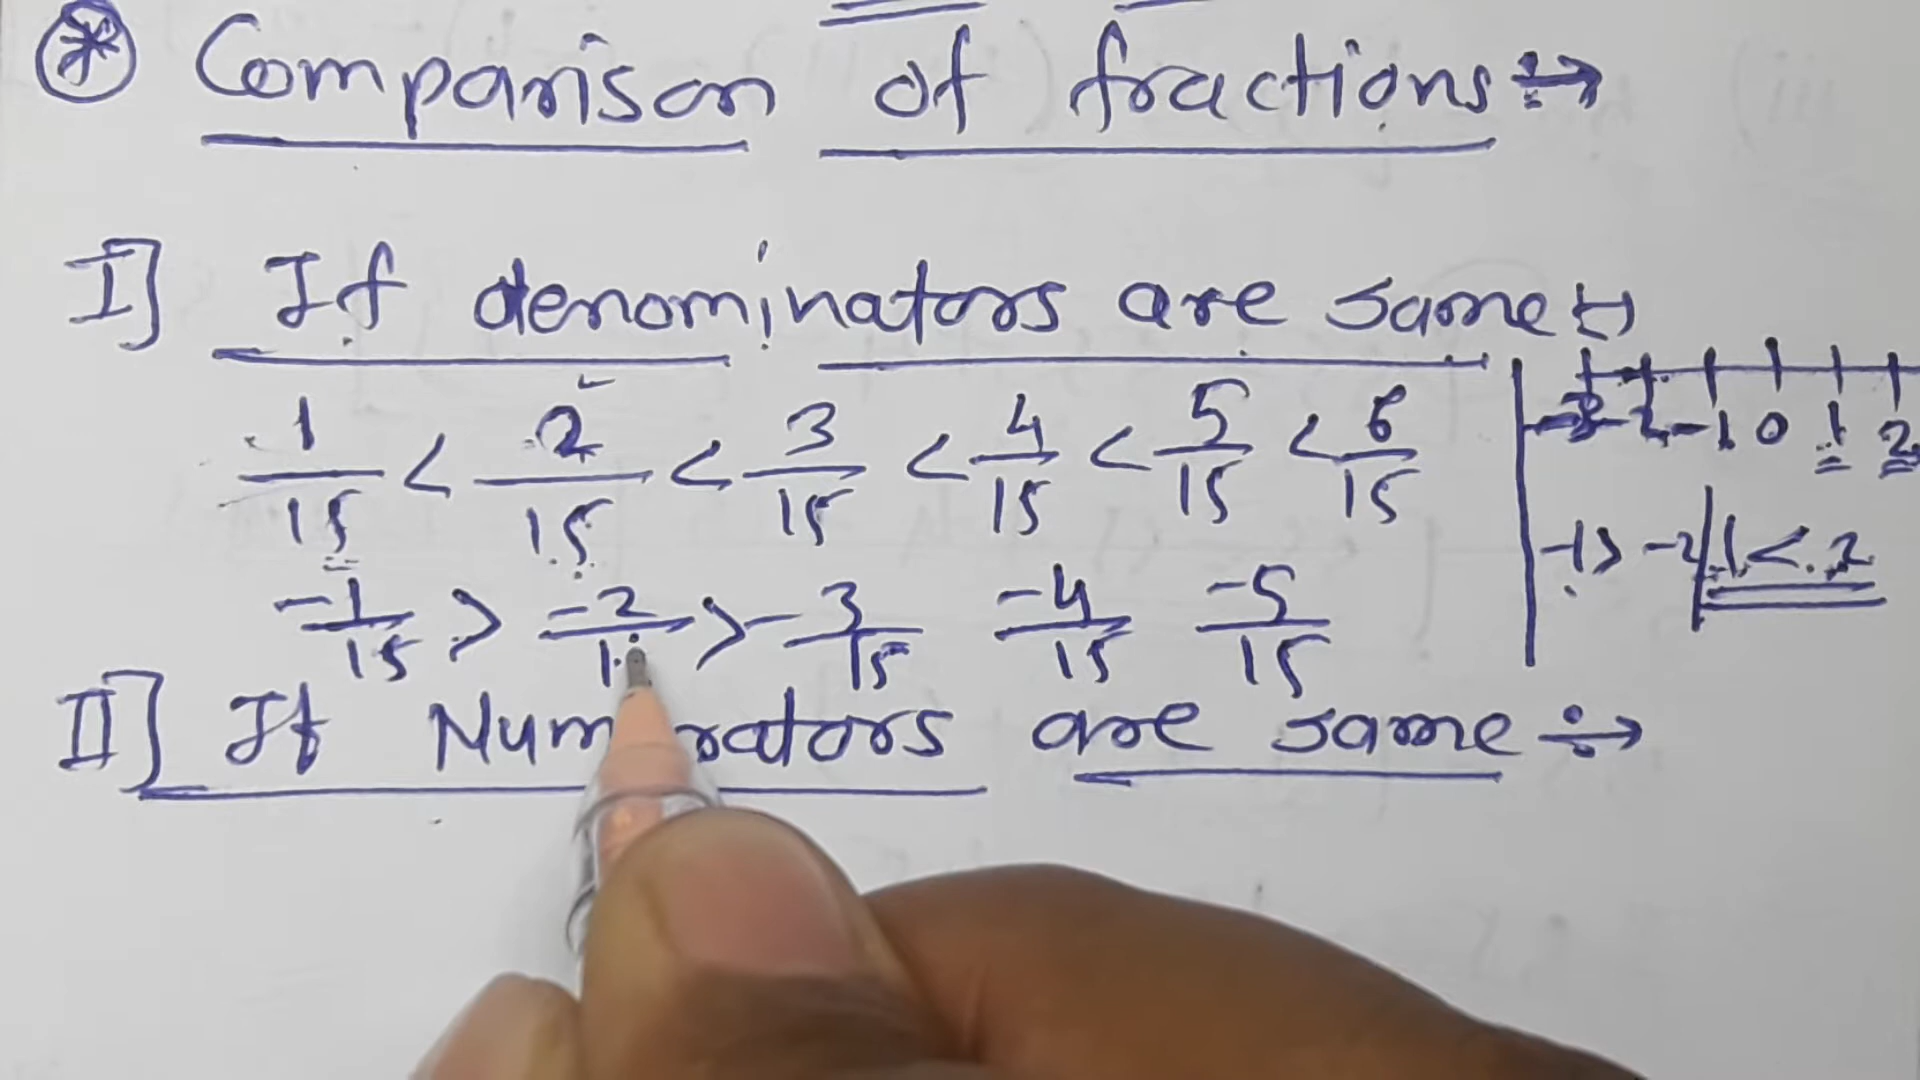 * Comparison of fractions ÷→
I] If denominators are same
1/15 < 2/15 < 3/15 < 4/15 < 5/15 < 6/15
-1/15 > -2/15 > -3/15 -4/15 -5/15
-3 -2 -1 0 1 2
-1 > -2 | 1 < 2
II] If Numerators are same ÷→